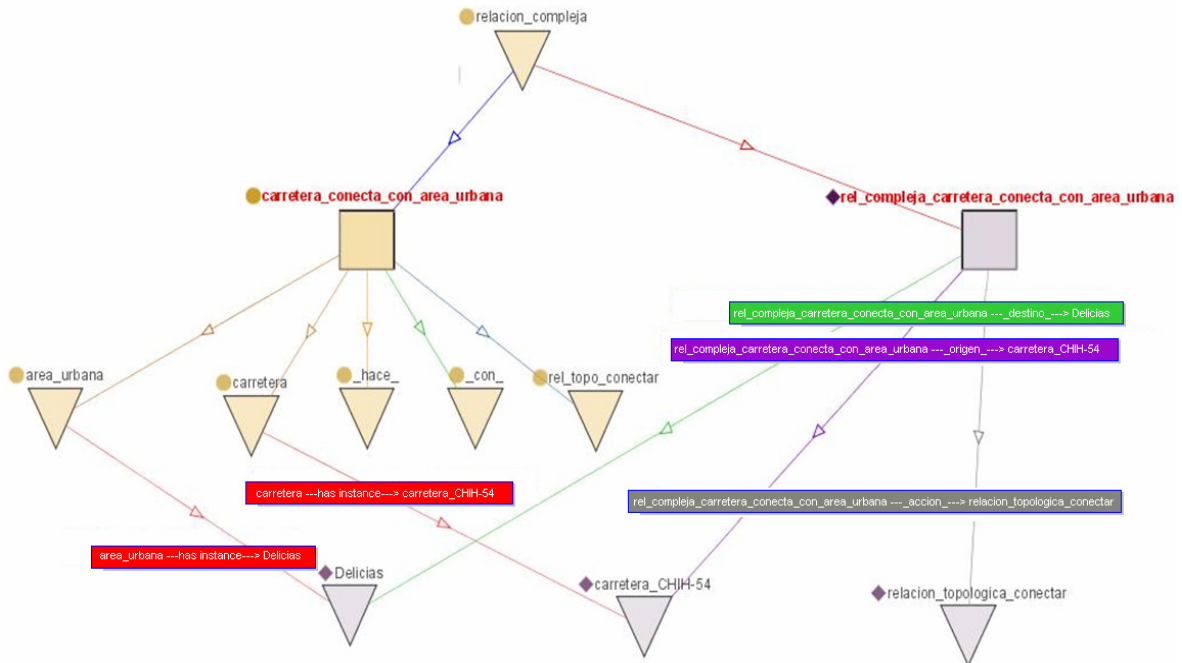 relacion_compleja
carretera_conecta_con_area_urbana
rel_compleja_carretera_conecta_con_area_urbana
rel_compleja_carretera_conecta_con_area_urbana ---_destino_---> Delicias
rel_compleja_carretera_conecta_con_area_urbana ---_origen_---> carretera_CHIH-54
area_urbana
carretera
_hace_
_con_
rel_topo_conectar
carretera ---has instance---> carretera_CHIH-54
rel_compleja_carretera_conecta_con_area_urbana ---_accion_---> relacion_topologica_conectar
area_urbana ---has instance---> Delicias
Delicias
carretera_CHIH-54
relacion_topologica_conectar